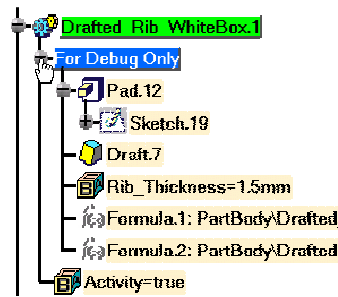 Drafted_Rib_WhiteBox.1
For Debug Only
Pad.12
Sketch.19
Draft.7
Rib_Thickness=1.5mm
Formula.1: PartBody\Drafted
Formula.2: PartBody\Drafted
Activity=true